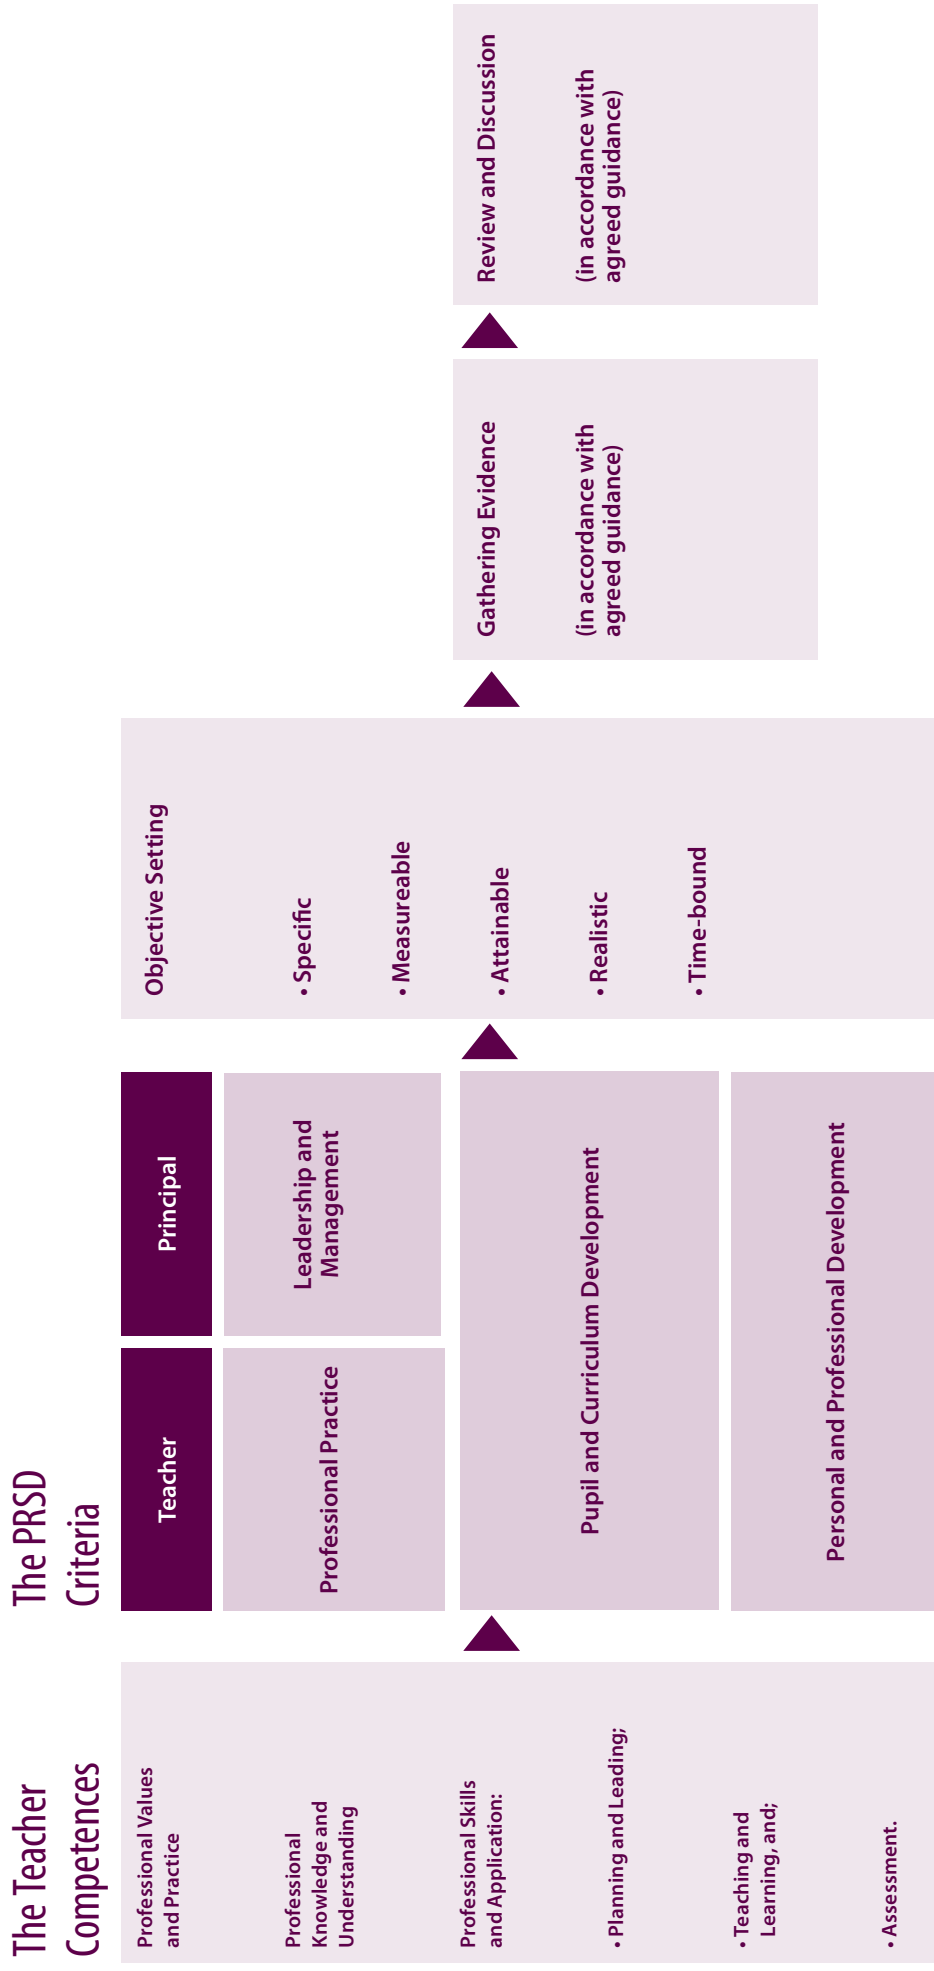 The Teacher
Competences
Professional Values
and Practice
Professional
Knowledge and
Understanding
Professional Skills
and Application:
• Planning and Leading;
• Teaching and
Learning, and;
• Assessment.
The PRSD
Criteria
Teacher
Principal
Professional Practice
Leadership and
Management
Pupil and Curriculum Development
Personal and Professional Development
Objective Setting
• Specific
• Measureable
• Attainable
• Realistic
• Time-bound
Gathering Evidence
(in accordance with
agreed guidance)
Review and Discussion
(in accordance with
agreed guidance)